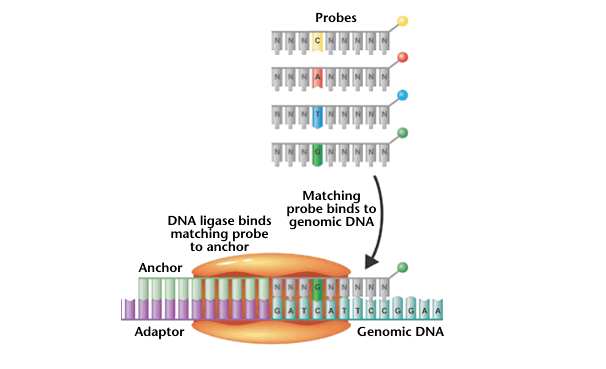 Probes
N N N C N N N N N
N N N A N N N N N
N N N T N N N N N
N N N G N N N N N
Matching
probe binds to
genomic DNA
DNA ligase binds
matching probe
to anchor
Anchor
N N N G N N N N N
G A T C A T T C C G G A A
Adaptor
Genomic DNA